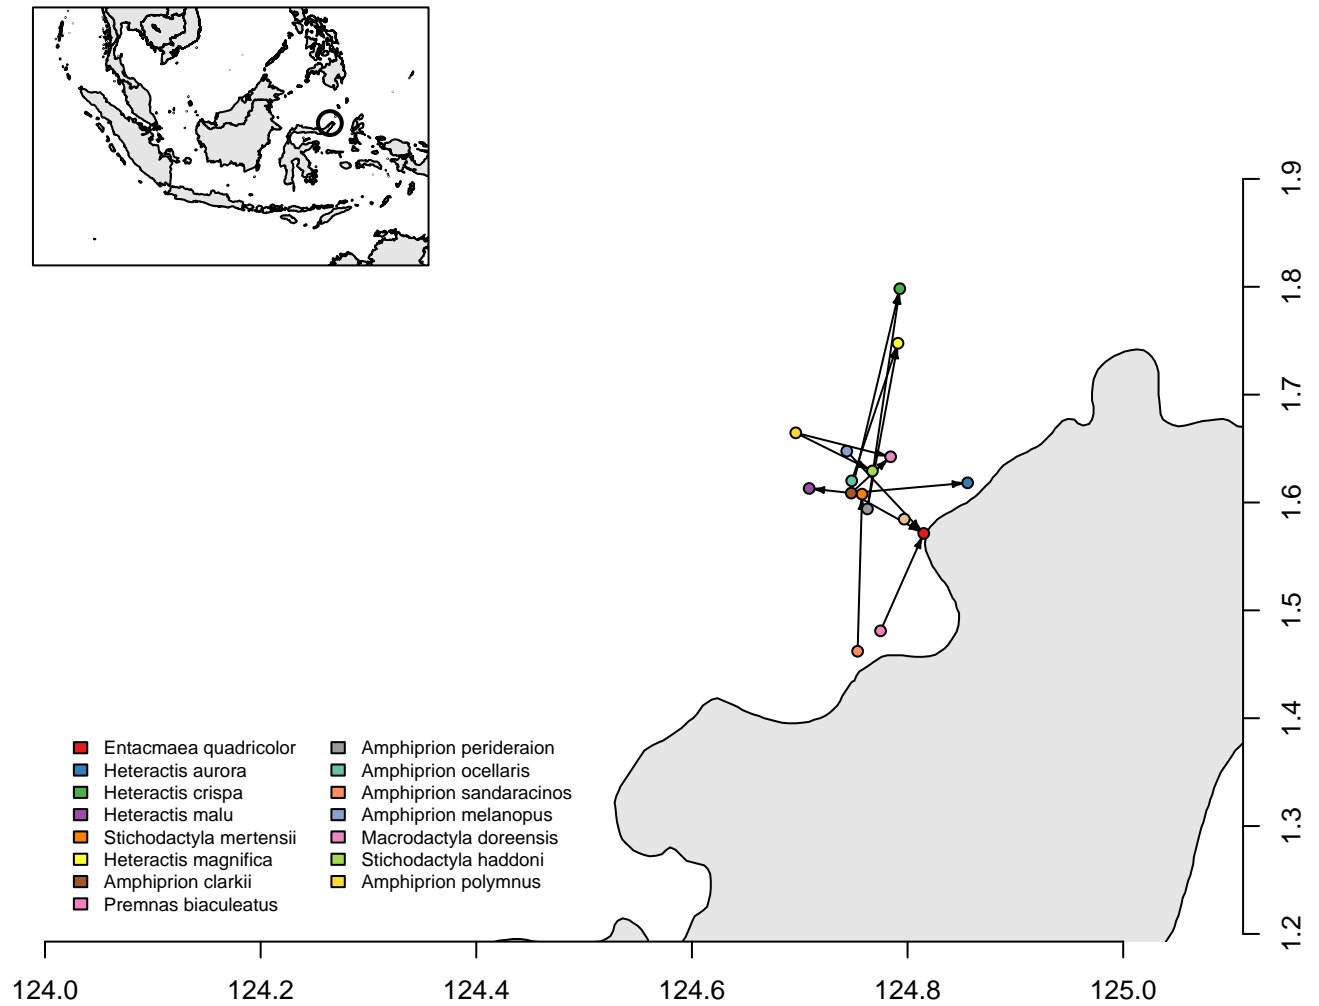 1.9
1.8
1.7
1.6
1.5
1.4
1.3
1.2
Entacmaea quadricolor
Heteractis aurora
Heteractis crispa
Heteractis malu
Stichodactyla mertensii
Heteractis magnifica
Amphiprion clarkii
Premnas biaculeatus
Amphiprion perideraion
Amphiprion ocellaris
Amphiprion sandaracinos
Amphiprion melanopus
Macrodactyla doreensis
Stichodactyla haddoni
Amphiprion polymnus
124.0 124.2 124.4 124.6 124.8 125.0